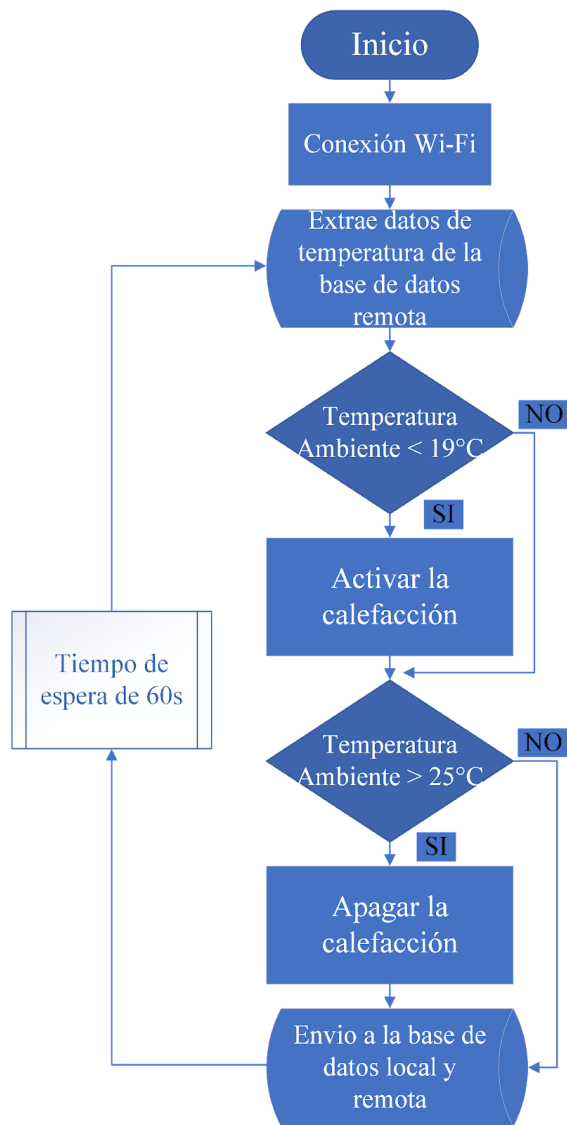 Inicio
Conexión Wi-Fi
Extrae datos de
temperatura de la
base de datos
remota
Temperatura
Ambiente < 19°C
NO
SI
Activar la
calefacción
Tiempo de
espera de 60s
Temperatura
Ambiente > 25°C
NO
SI
Apagar la
calefacción
Envio a la base de
datos local y
remota